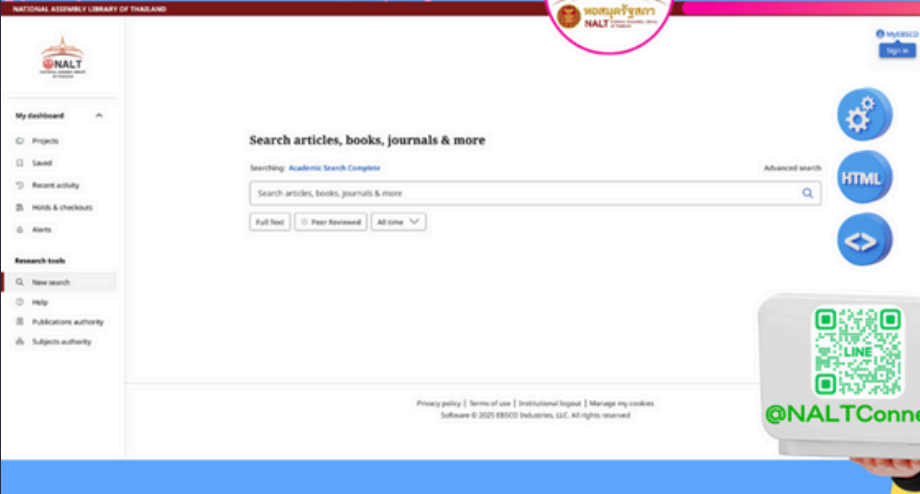 NATIONAL ASSEMBLY LIBRARY OF THAILAND
หอสมุดรัฐสภา
NALT
MyEBSCO
Sign in
NALT
My dashboard
Projects
Saved
Recent activity
Holds & checkouts
Alerts
Research tools
New search
Help
Publications authority
Subjects authority
Search articles, books, journals & more
Searching: Academic Search Complete
Advanced search
Search articles, books, journals & more
Full Text
Peer Reviewed
All time
HTML
LINE
@NALTConne
Privacy policy | Terms of use | Institutional logout | Manage my cookies
Software © 2025 EBSCO Industries, LLC. All rights reserved